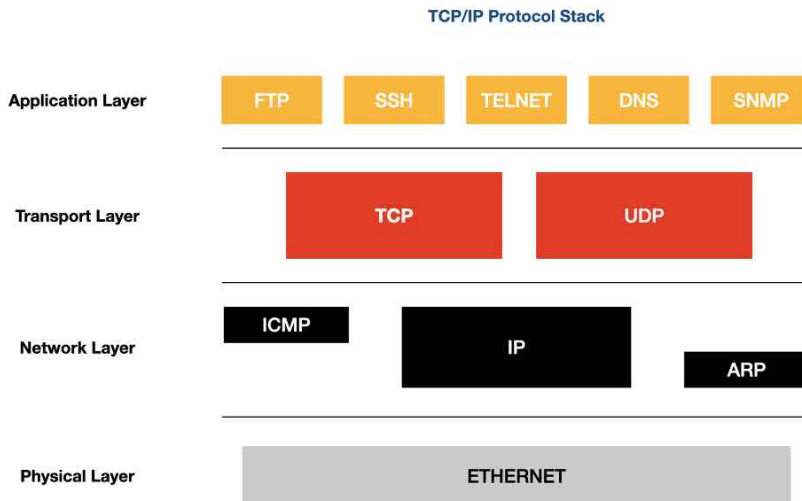 TCP/IP Protocol Stack
Application Layer
FTP
SSH
TELNET
DNS
SNMP
Transport Layer
TCP
UDP
Network Layer
ICMP
IP
ARP
Physical Layer
ETHERNET